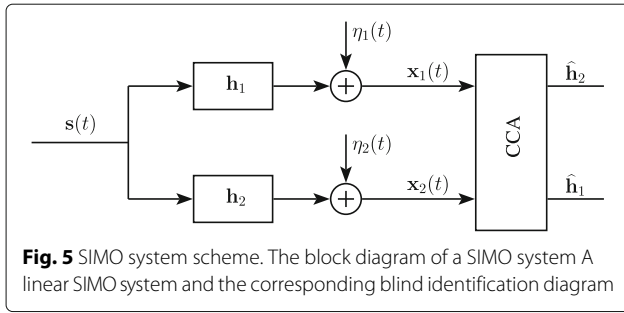 η₁(t)
h₁
x₁(t)
ĥ₂
s(t)
CCA
η₂(t)
h₂
x₂(t)
ĥ₁
Fig. 5 SIMO system scheme. The block diagram of a SIMO system A
linear SIMO system and the corresponding blind identification diagram